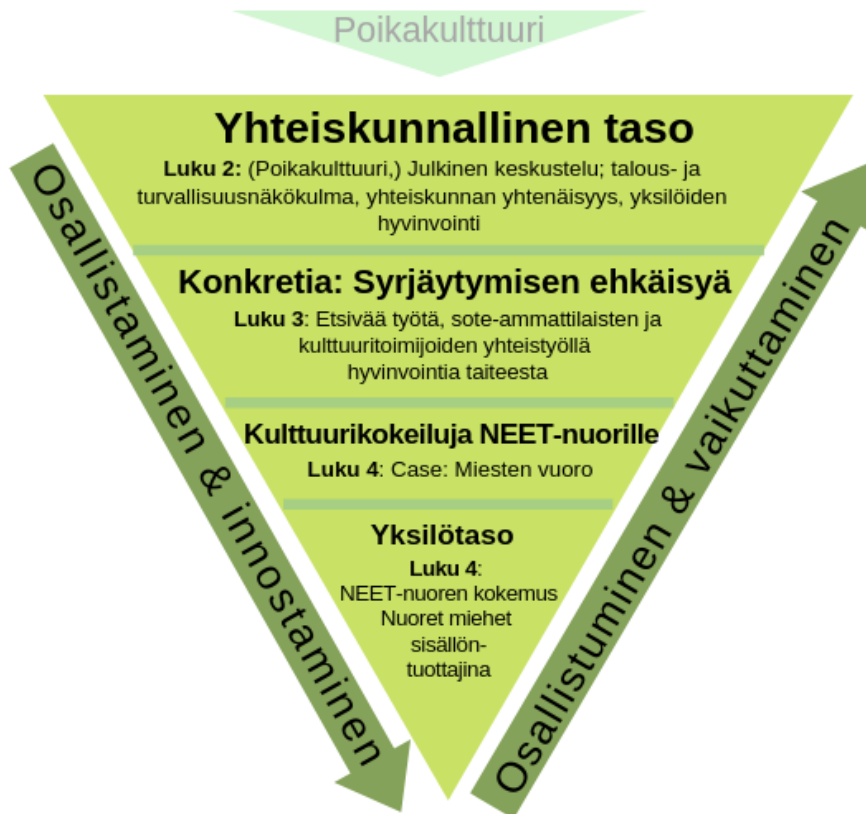 Poikakulttuuri
Yhteiskunnallinen taso
Luku 2: (Poikakulttuuri,) Julkinen keskustelu; talous- ja
turvallisuusnäkökulma, yhteiskunnan yhtenäisyys, yksilöiden
hyvinvointi
Konkretia: Syrjäytymisen ehkäisyä
Luku 3: Etsivää työtä, sote-ammattilaisten ja
kulttuuritoimijoiden yhteistyöllä
hyvinvointia taiteesta
Kulttuurikokeiluja NEET-nuorille
Luku 4: Case: Miesten vuoro
Yksilötaso
Luku 4:
NEET-nuoren kokemus
Nuoret miehet
sisällön-
tuottajina
Osallistaminen & innostaminen
Osallistuminen & vaikuttaminen